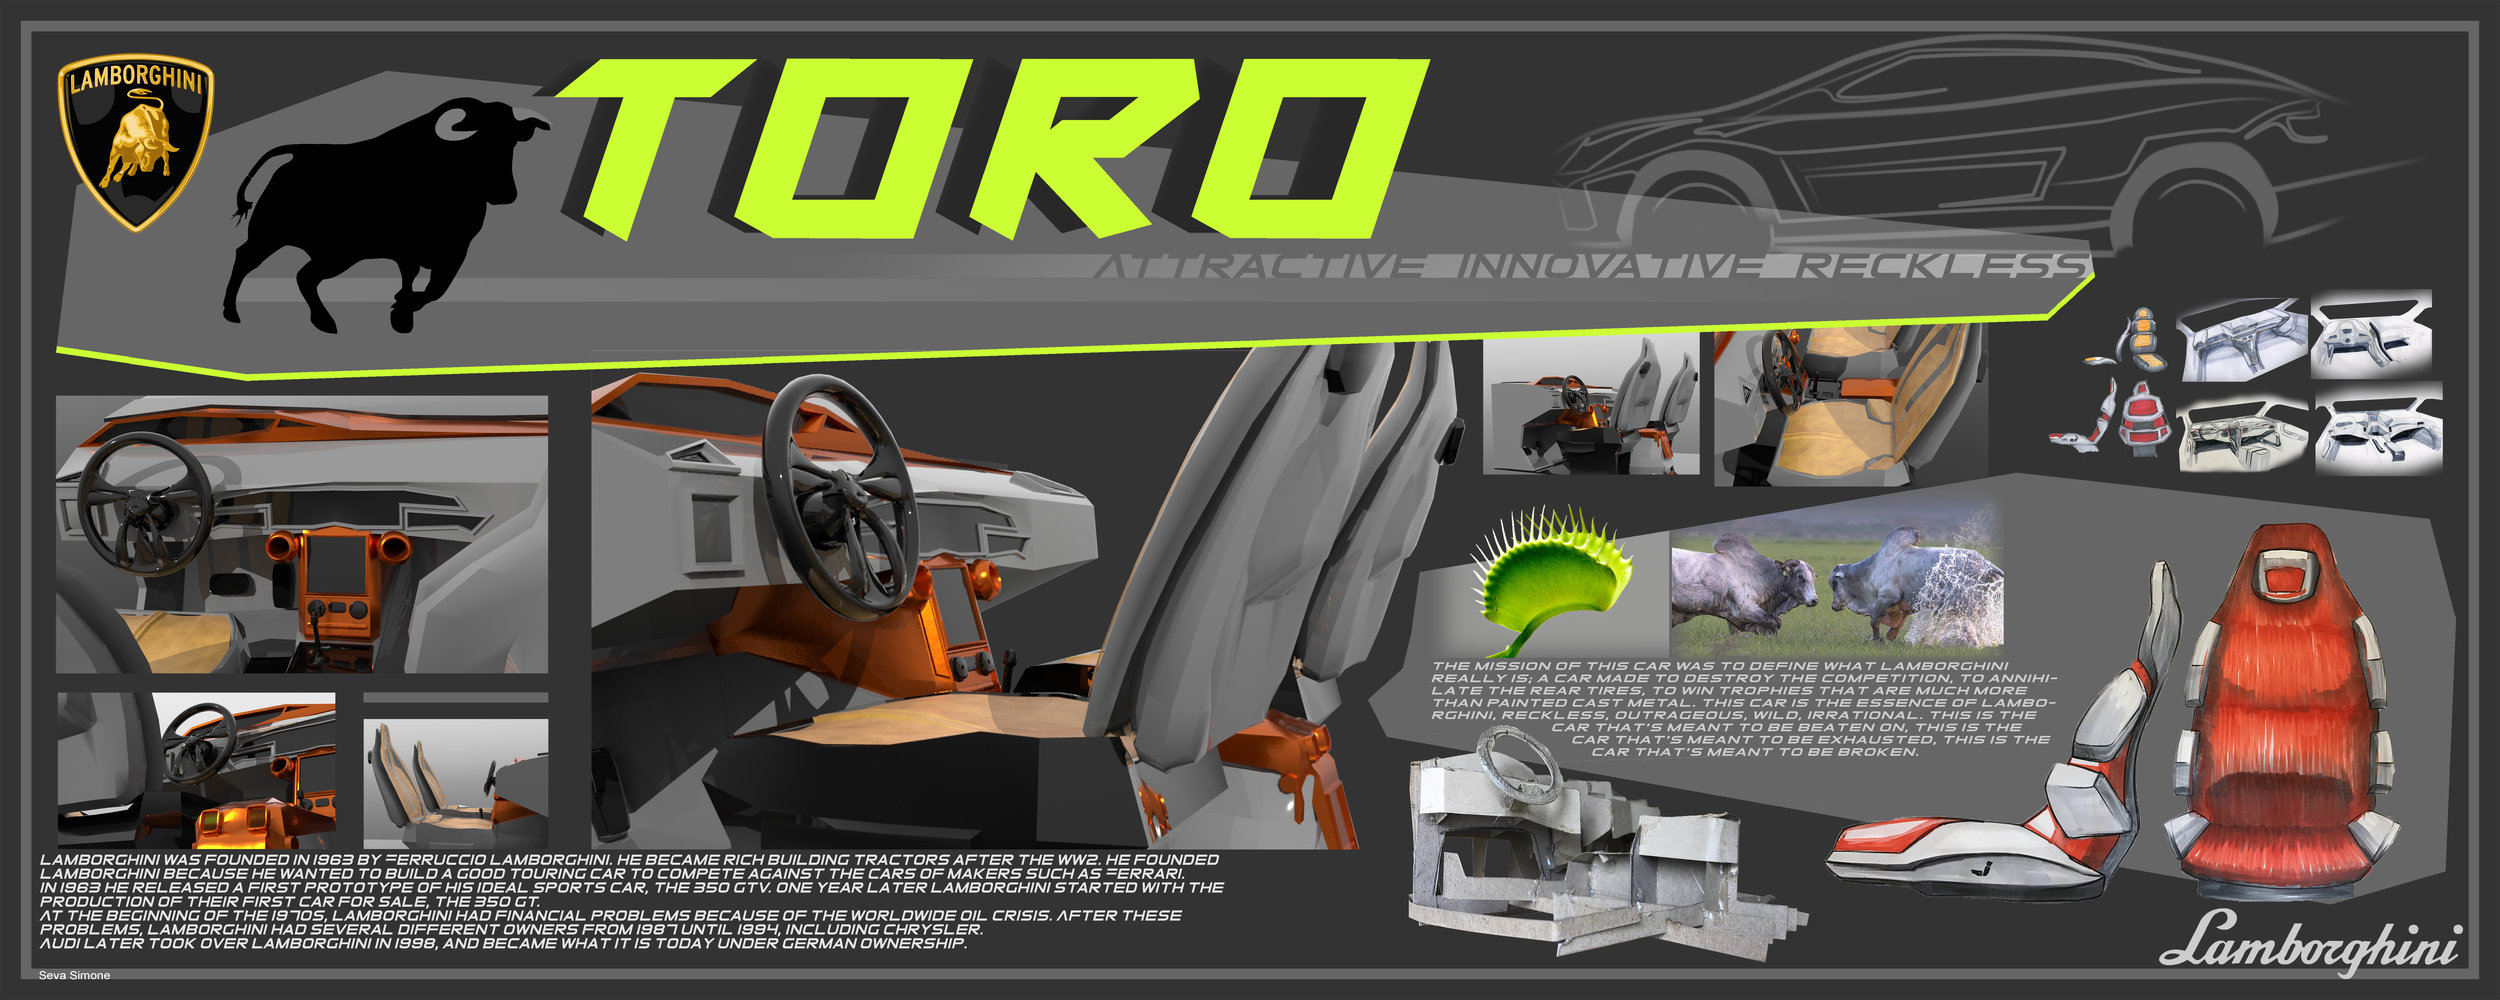 LAMBORGHINI
TORO
ATTRACTIVE INNOVATIVE RECKLESS
THE MISSION OF THIS CAR WAS TO DEFINE WHAT LAMBORGHINI
REALLY IS; A CAR MADE TO DESTROY THE COMPETITION, TO ANNIHI-
LATE THE REAR TIRES, TO WIN TROPHIES THAT ARE MUCH MORE
THAN PAINTED CAST METAL. THIS CAR IS THE ESSENCE OF LAMBO-
RGHINI, RECKLESS, OUTRAGEOUS, WILD, IRRATIONAL. THIS IS THE
CAR THAT'S MEANT TO BE BEATEN ON, THIS IS THE
CAR THAT'S MEANT TO BE EXHAUSTED, THIS IS THE
CAR THAT'S MEANT TO BE BROKEN.
LAMBORGHINI WAS FOUNDED IN 1963 BY FERRUCCIO LAMBORGHINI. HE BECAME RICH BUILDING TRACTORS AFTER THE WW2. HE FOUNDED
LAMBORGHINI BECAUSE HE WANTED TO BUILD A GOOD TOURING CAR TO COMPETE AGAINST THE CARS OF MAKERS SUCH AS FERRARI.
IN 1963 HE RELEASED A FIRST PROTOTYPE OF HIS IDEAL SPORTS CAR, THE 350 GTV. ONE YEAR LATER LAMBORGHINI STARTED WITH THE
PRODUCTION OF THEIR FIRST CAR FOR SALE, THE 350 GT.
AT THE BEGINNING OF THE 1970S, LAMBORGHINI HAD FINANCIAL PROBLEMS BECAUSE OF THE WORLDWIDE OIL CRISIS. AFTER THESE
PROBLEMS, LAMBORGHINI HAD SEVERAL DIFFERENT OWNERS FROM 1987 UNTIL 1994, INCLUDING CHRYSLER.
AUDI LATER TOOK OVER LAMBORGHINI IN 1998, AND BECAME WHAT IT IS TODAY UNDER GERMAN OWNERSHIP.
Lamborghini
Seva Simone